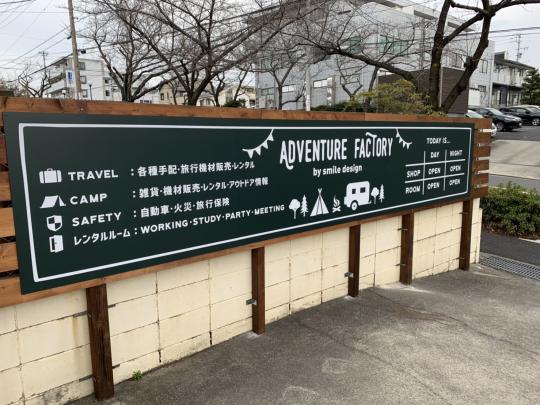 TRAVEL : 各種手配・旅行機材販売・レンタル
CAMP : 雑貨・機材販売・レンタル・アウトドア情報
SAFETY : 自動車・火災・旅行保険
レンタルルーム : WORKING・STUDY・PARTY・MEETING
ADVENTURE FACTORY
by smile design
TODAY IS...
DAY NIGHT
SHOP OPEN OPEN
ROOM OPEN OPEN